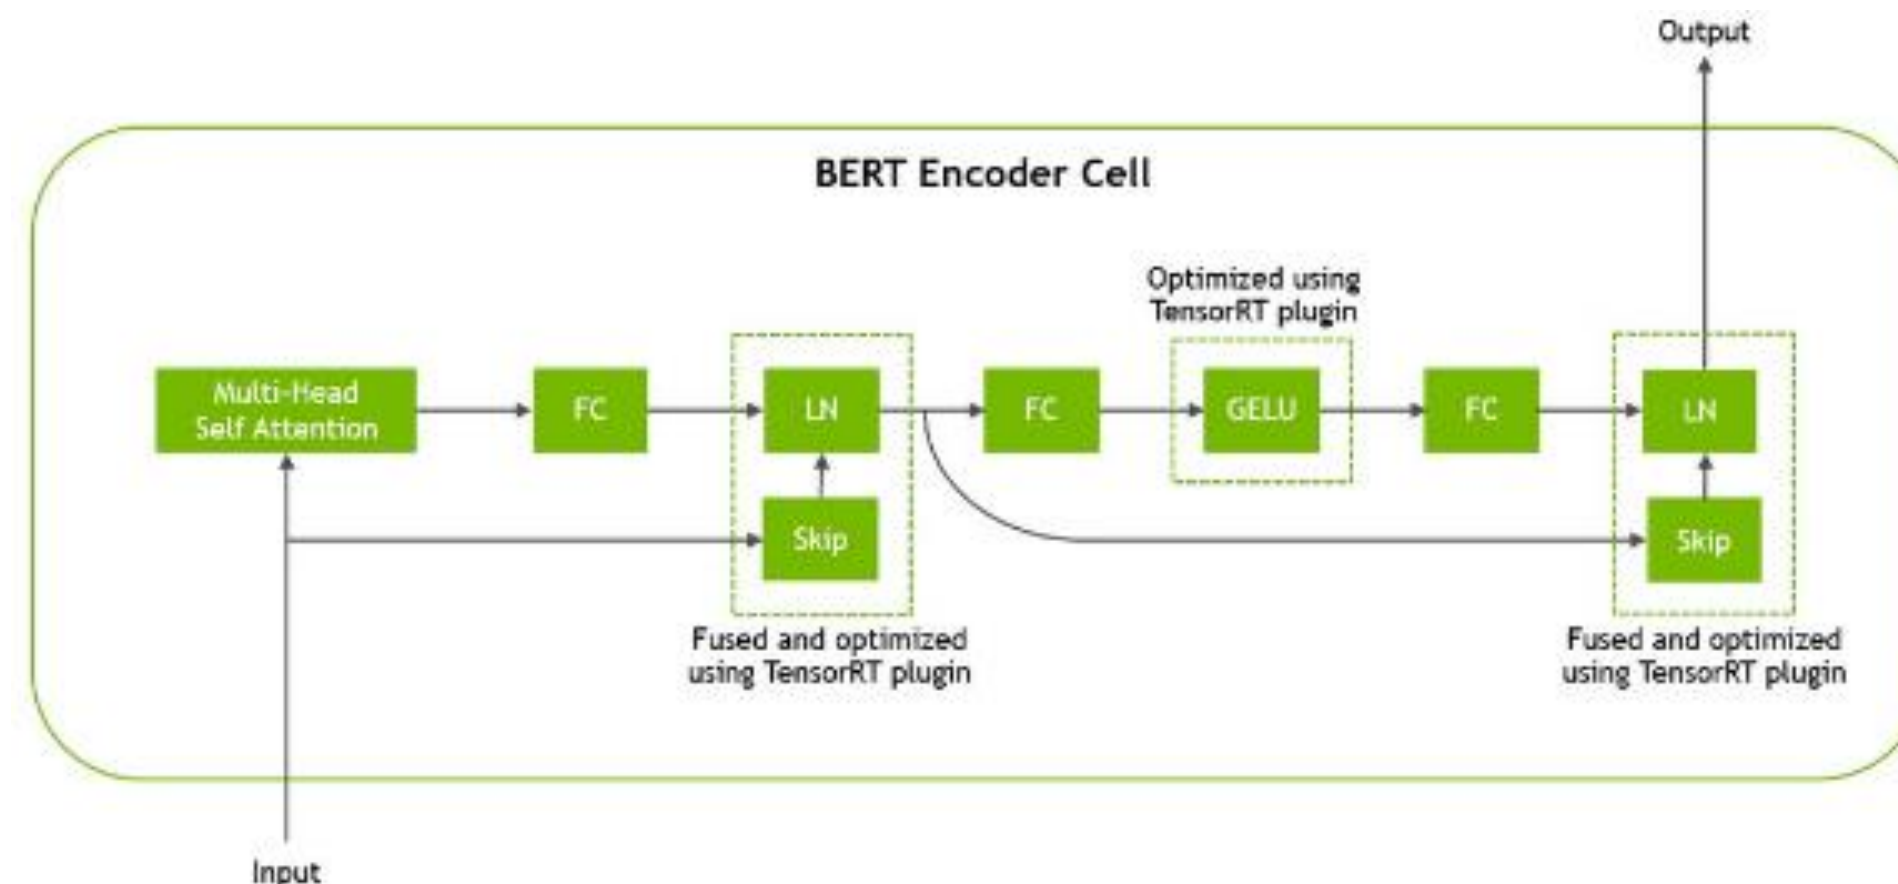 Output
BERT Encoder Cell
Optimized using
TensorRT plugin
Multi-Head
Self Attention
FC
LN
FC
GELU
FC
LN
Skip
Skip
Fused and optimized
using TensorRT plugin
Fused and optimized
using TensorRT plugin
Input